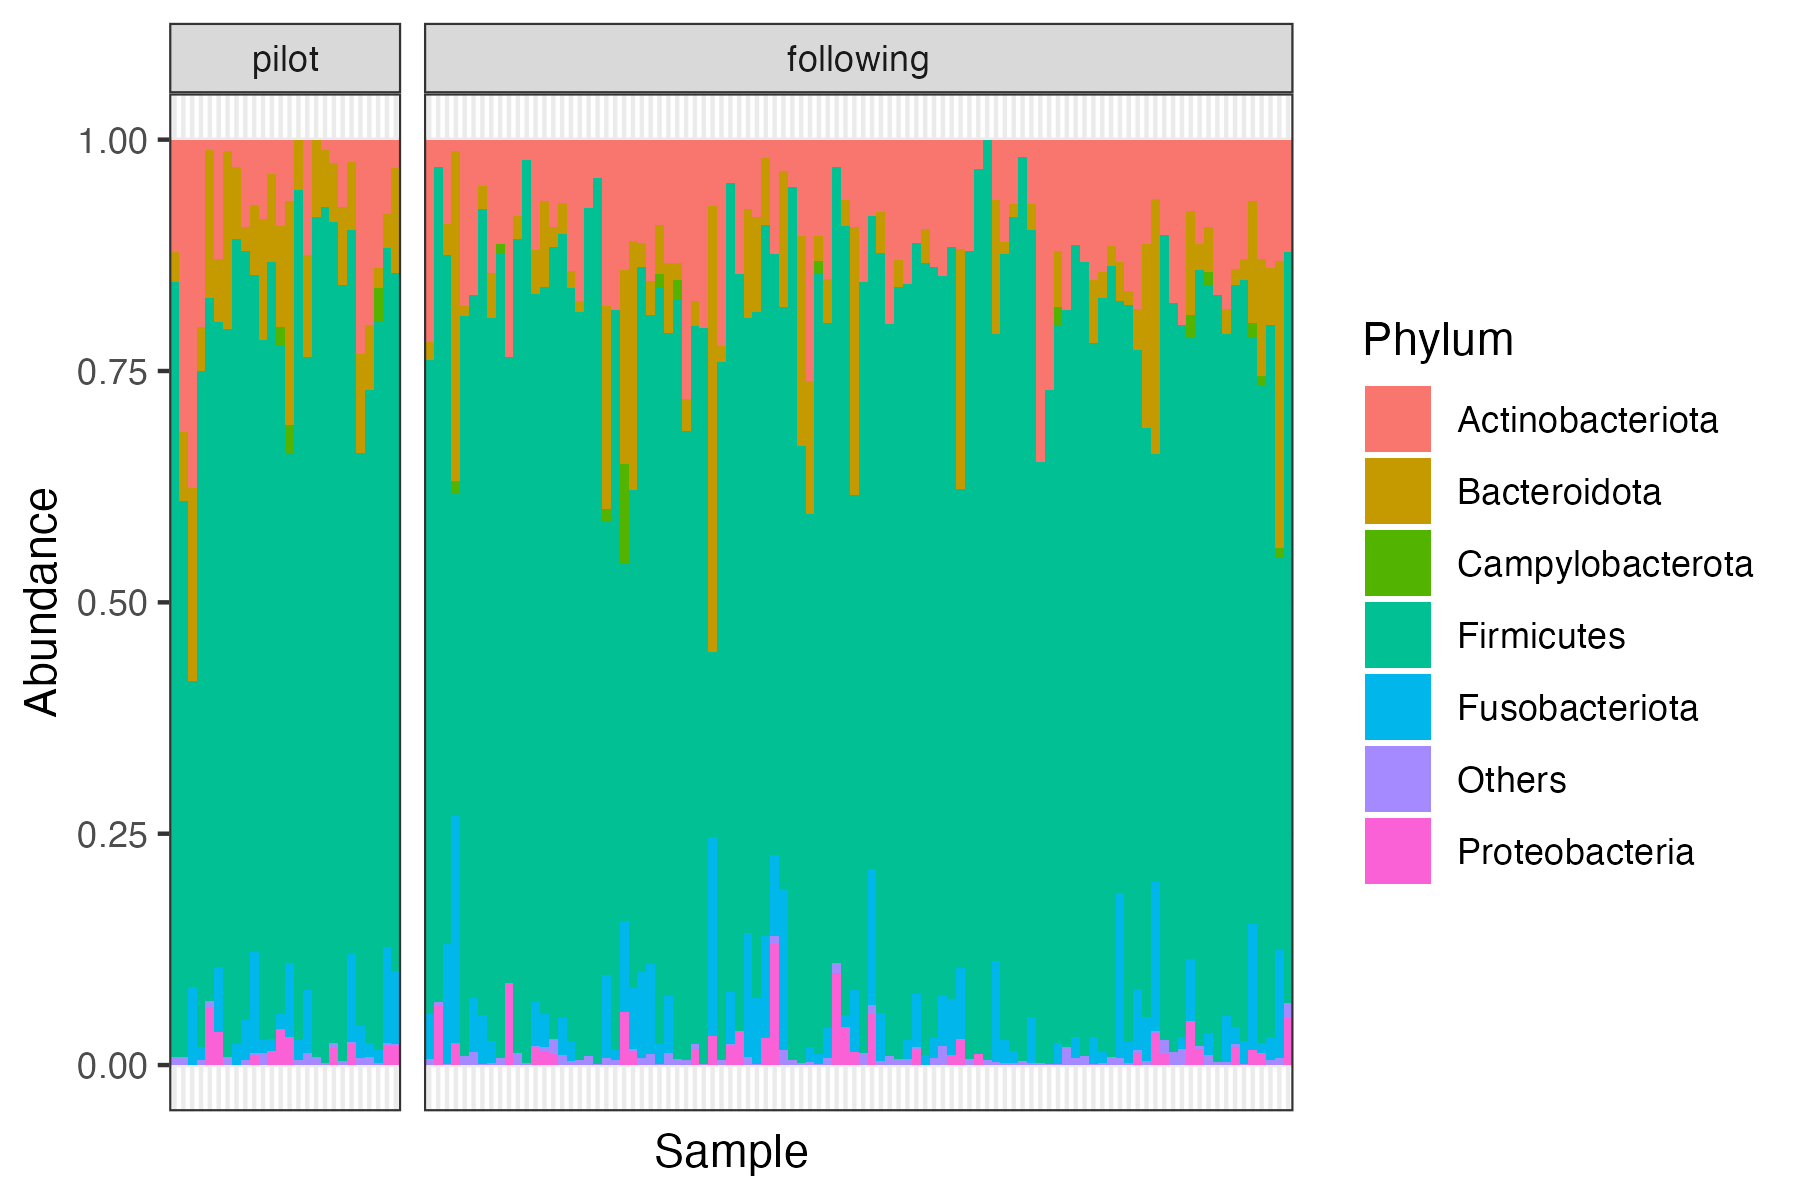 pilot
following
1.00
0.75
0.50
0.25
0.00
Abundance
Sample
Phylum
Actinobacteriota
Bacteroidota
Campylobacterota
Firmicutes
Fusobacteriota
Others
Proteobacteria